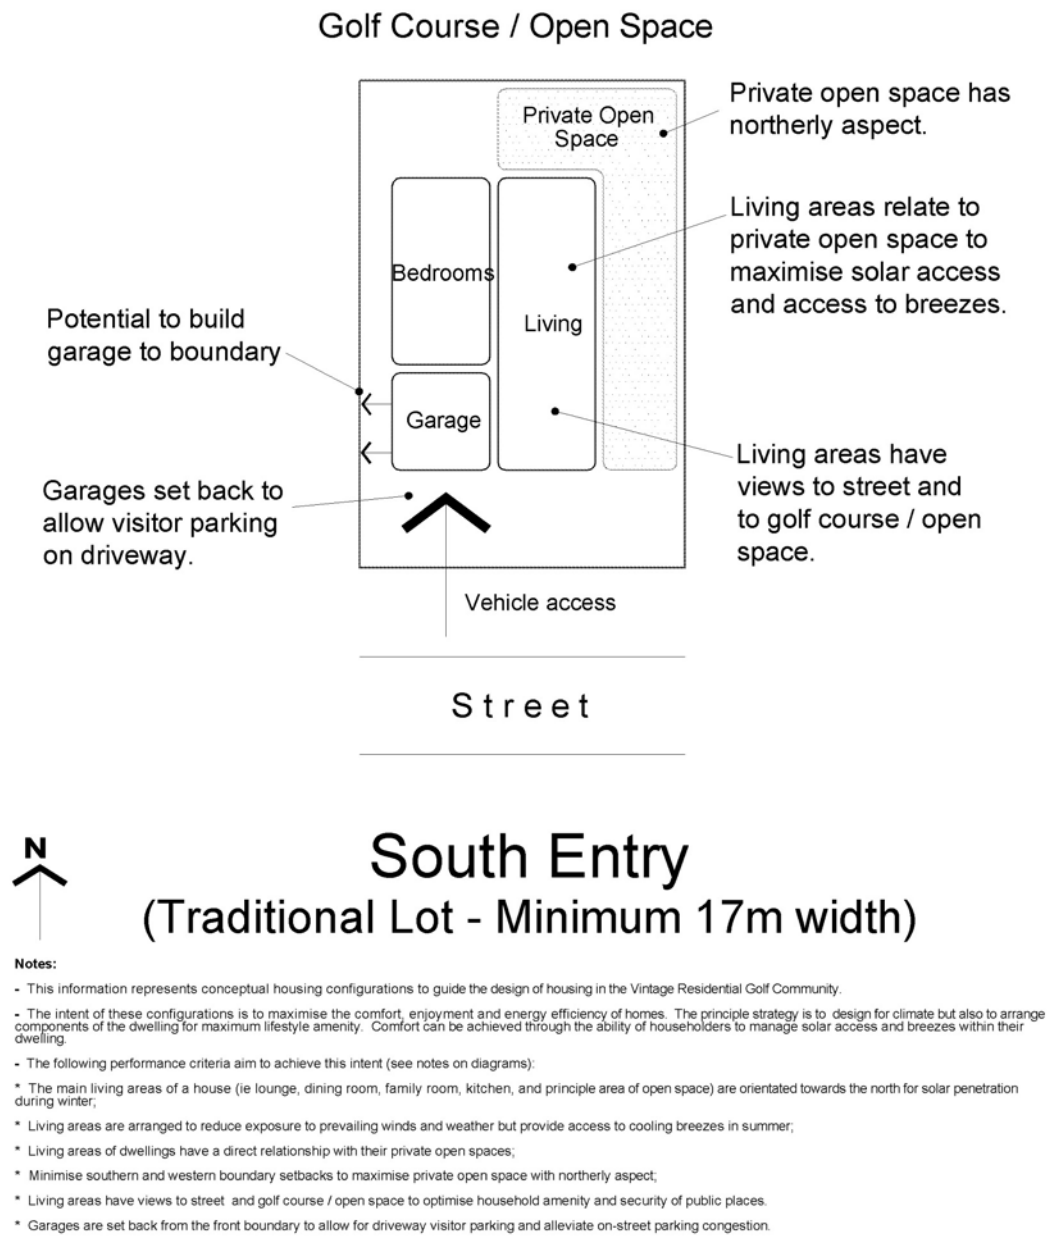 Golf Course / Open Space
Private Open
Space
Private open space has
northerly aspect.
Living areas relate to
private open space to
maximise solar access
and access to breezes.
Bedrooms
Living
Potential to build
garage to boundary
Garage
Living areas have
views to street and
to golf course / open
space.
Garages set back to
allow visitor parking
on driveway.
Vehicle access
Street
N
South Entry
(Traditional Lot - Minimum 17m width)
Notes:
- This information represents conceptual housing configurations to guide the design of housing in the Vintage Residential Golf Community.
- The intent of these configurations is to maximise the comfort, enjoyment and energy efficiency of homes. The principle strategy is to design for climate but also to arrange
components of the dwelling for maximum lifestyle amenity. Comfort can be achieved through the ability of householders to manage solar access and breezes within their
dwelling.
- The following performance criteria aim to achieve this intent (see notes on diagrams):
* The main living areas of a house (ie lounge, dining room, family room, kitchen, and principle area of open space) are orientated towards the north for solar penetration
during winter;
* Living areas are arranged to reduce exposure to prevailing winds and weather but provide access to cooling breezes in summer;
* Living areas of dwellings have a direct relationship with their private open spaces;
* Minimise southern and western boundary setbacks to maximise private open space with northerly aspect;
* Living areas have views to street and golf course / open space to optimise household amenity and security of public places.
* Garages are set back from the front boundary to allow for driveway visitor parking and alleviate on-street parking congestion.